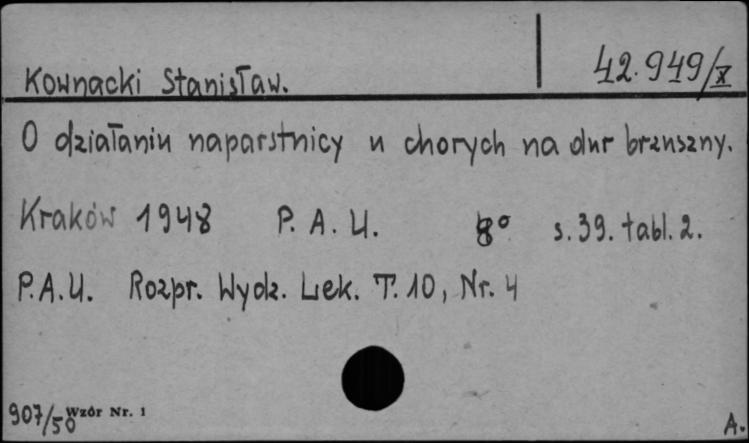 Kownacki Stanisław.
42.949/X
O działaniu naparstnicy u chorych na dur brzuszny.
Kraków 1948 P. A. U. 8° s. 39. tabl. 2.
P.A.U. Rozpr. Wydz. Lek. T. 10, Nr. 4
907/50
Wzór Nr. 1
A.